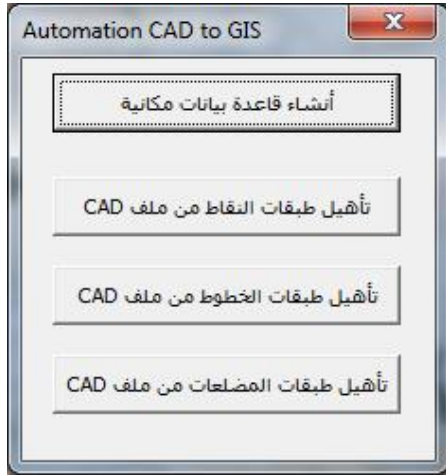 Automation CAD to GIS
أنشاء قاعدة بيانات مكانية
تأهيل طبقات النقاط من ملف CAD
تأهيل طبقات الخطوط من ملف CAD
تأهيل طبقات المضلعات من ملف CAD